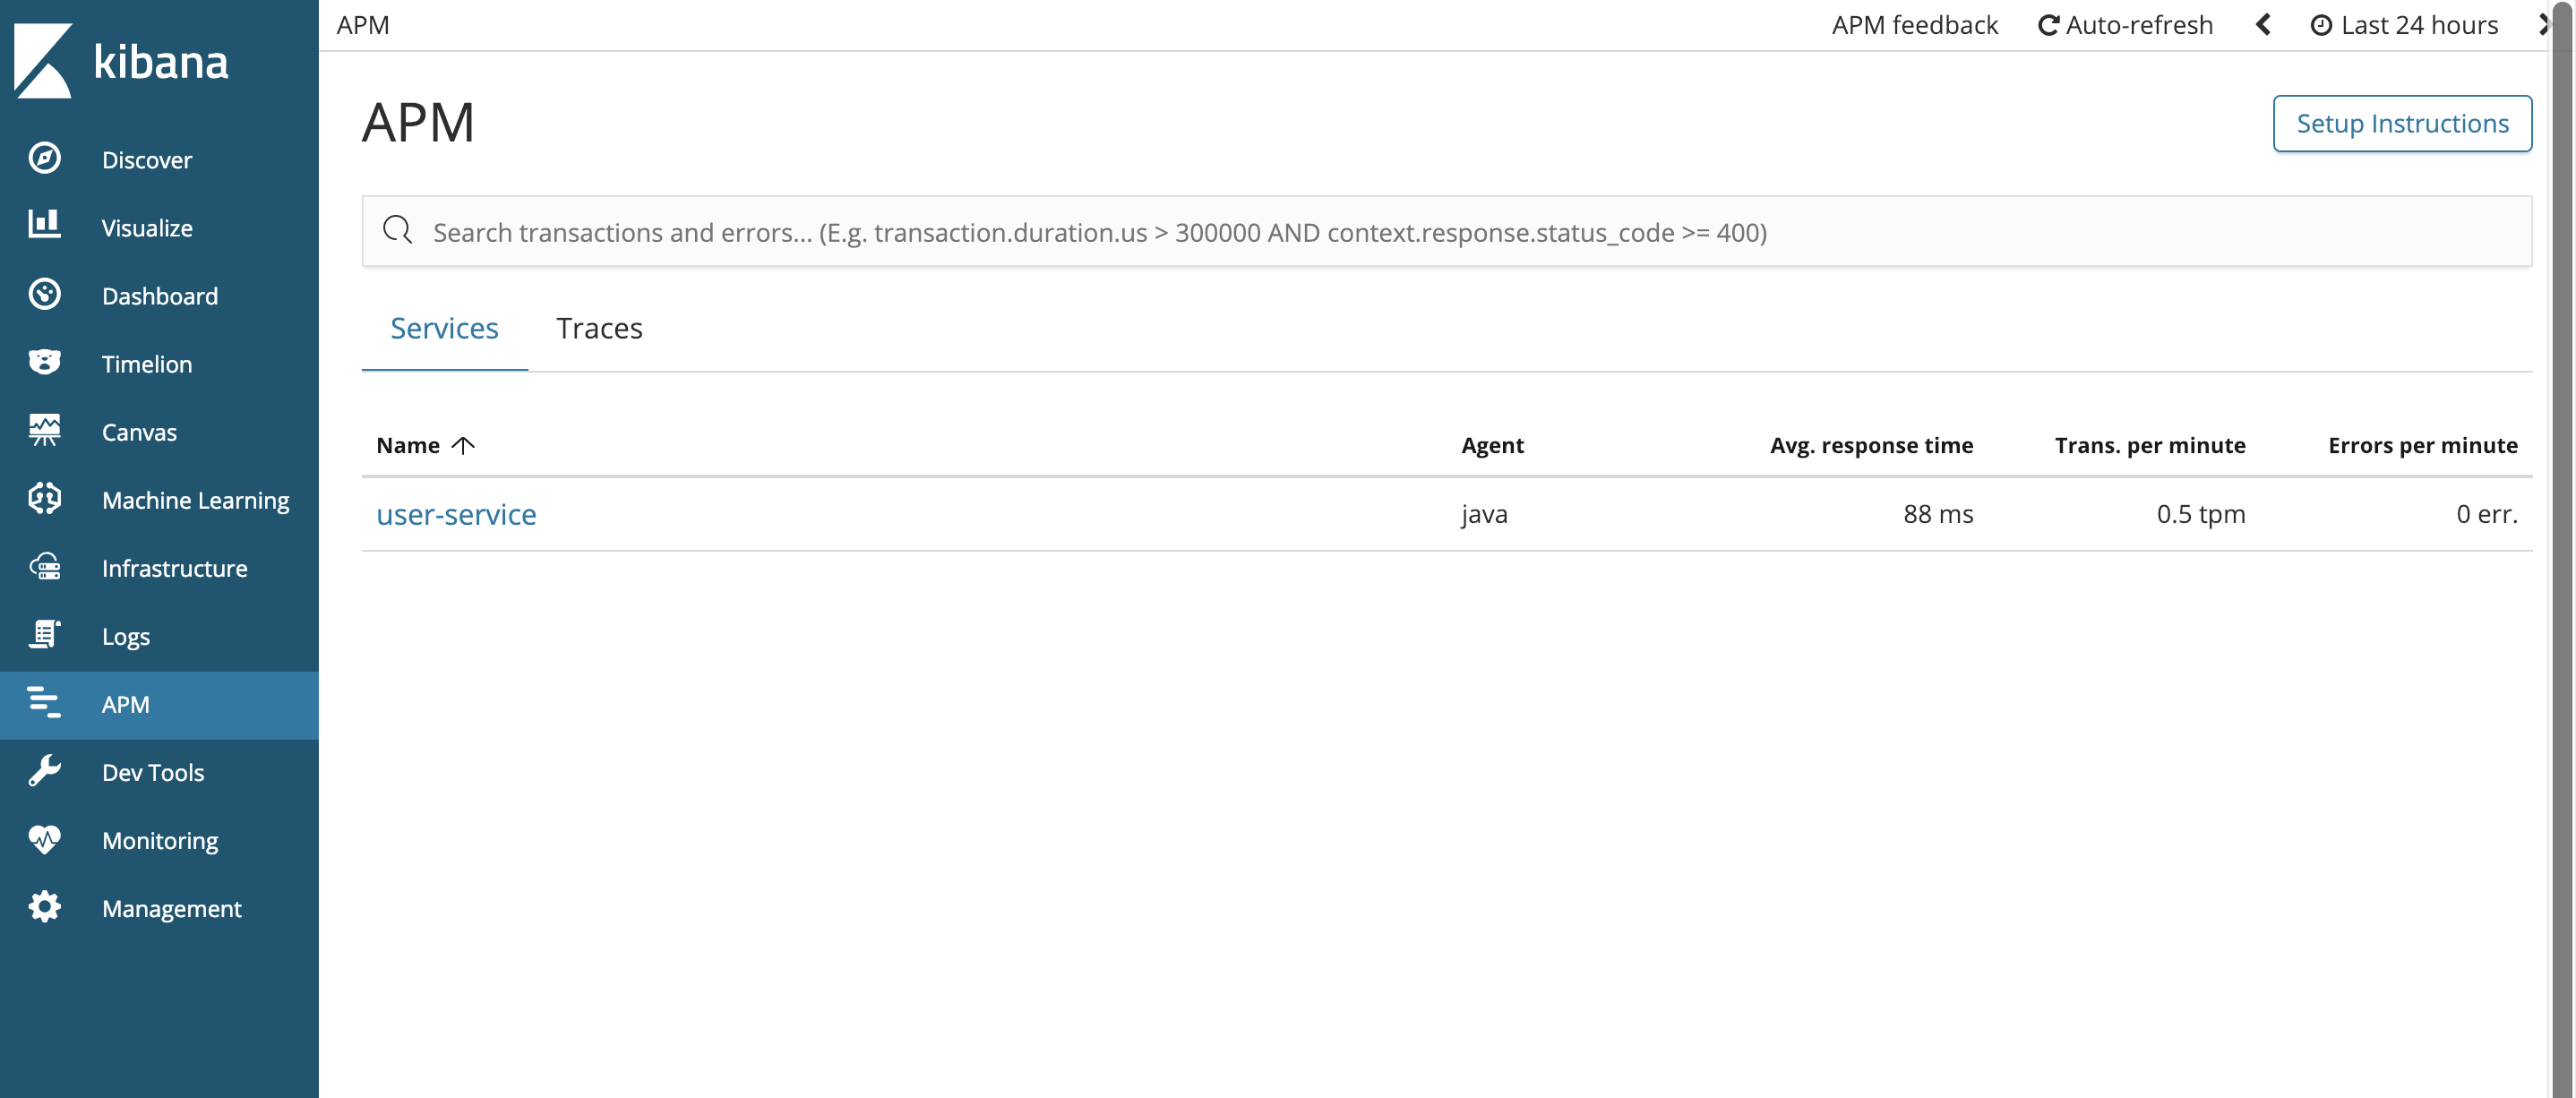 kibana
Discover
Visualize
Dashboard
Timelion
Canvas
Machine Learning
Infrastructure
Logs
APM
Dev Tools
Monitoring
Management
APM
APM feedback
Auto-refresh
Last 24 hours
APM
Setup Instructions
Search transactions and errors... (E.g. transaction.duration.us > 300000 AND context.response.status_code >= 400)
Services
Traces
Name Agent Avg. response time Trans. per minute Errors per minute
user-service java 88 ms 0.5 tpm 0 err.